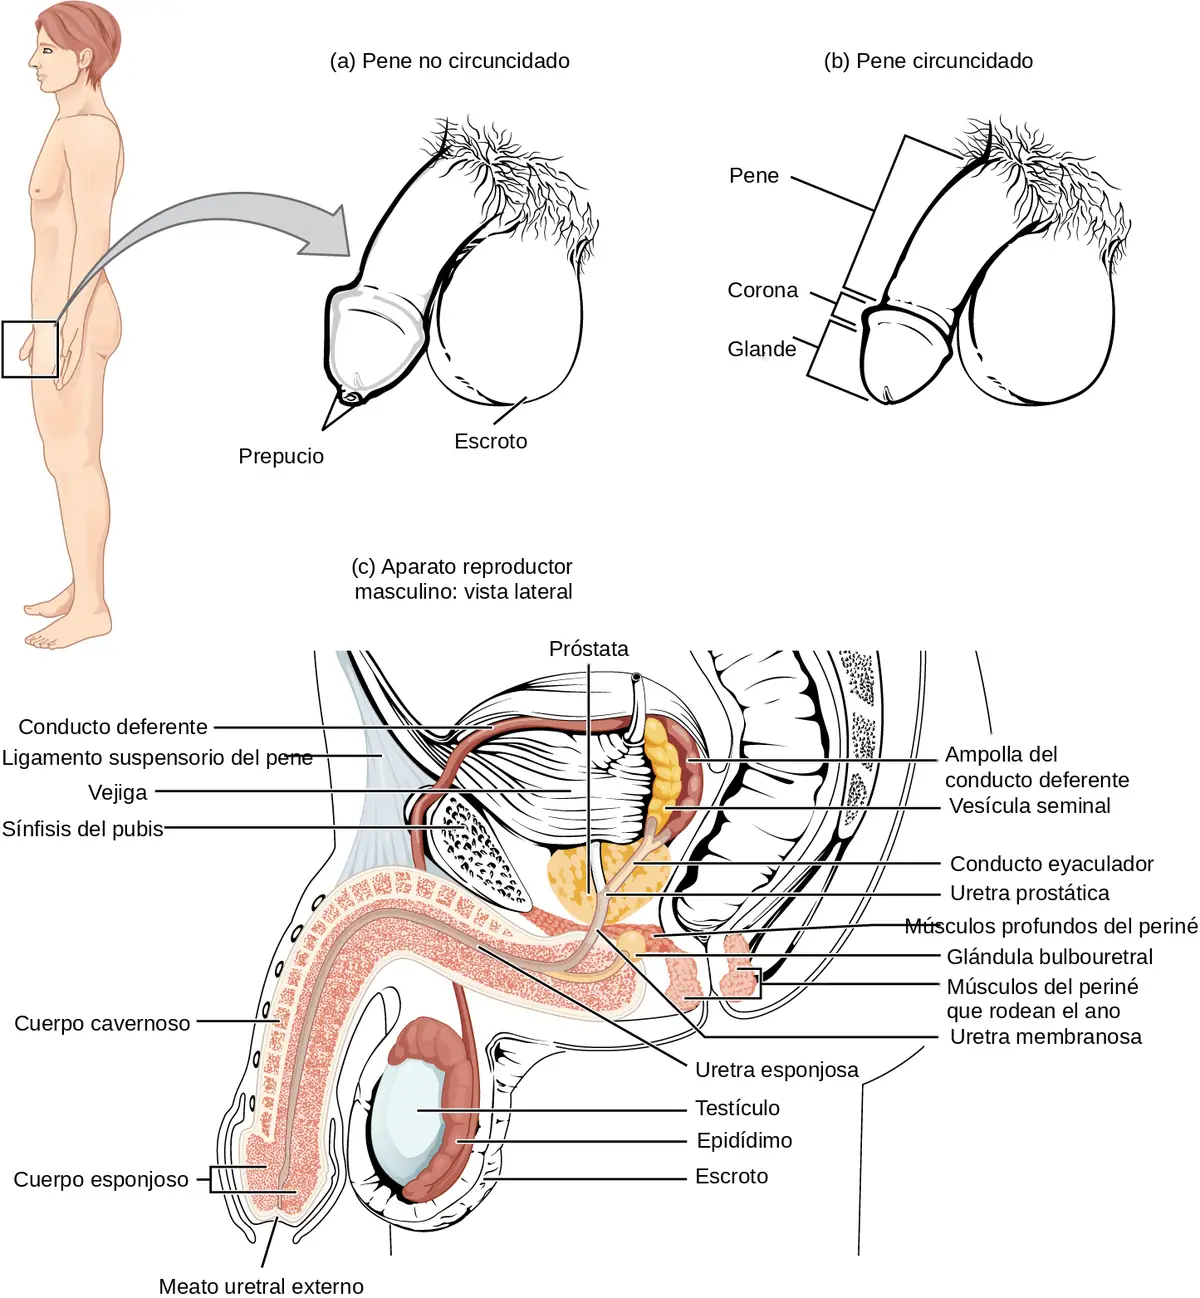 (a) Pene no circuncidado
(b) Pene circuncidado
Pene
Corona
Glande
Prepucio
Escroto
(c) Aparato reproductor
masculino: vista lateral
Próstata
Conducto deferente
Ligamento suspensorio del pene
Vejiga
Sínfisis del pubis
Cuerpo cavernoso
Cuerpo esponjoso
Meato uretral externo
Ampolla del
conducto deferente
Vesícula seminal
Conducto eyaculador
Uretra prostática
Músculos profundos del periné
Glándula bulbouretral
Músculos del periné
que rodean el ano
Uretra membranosa
Uretra esponjosa
Testículo
Epidídimo
Escroto